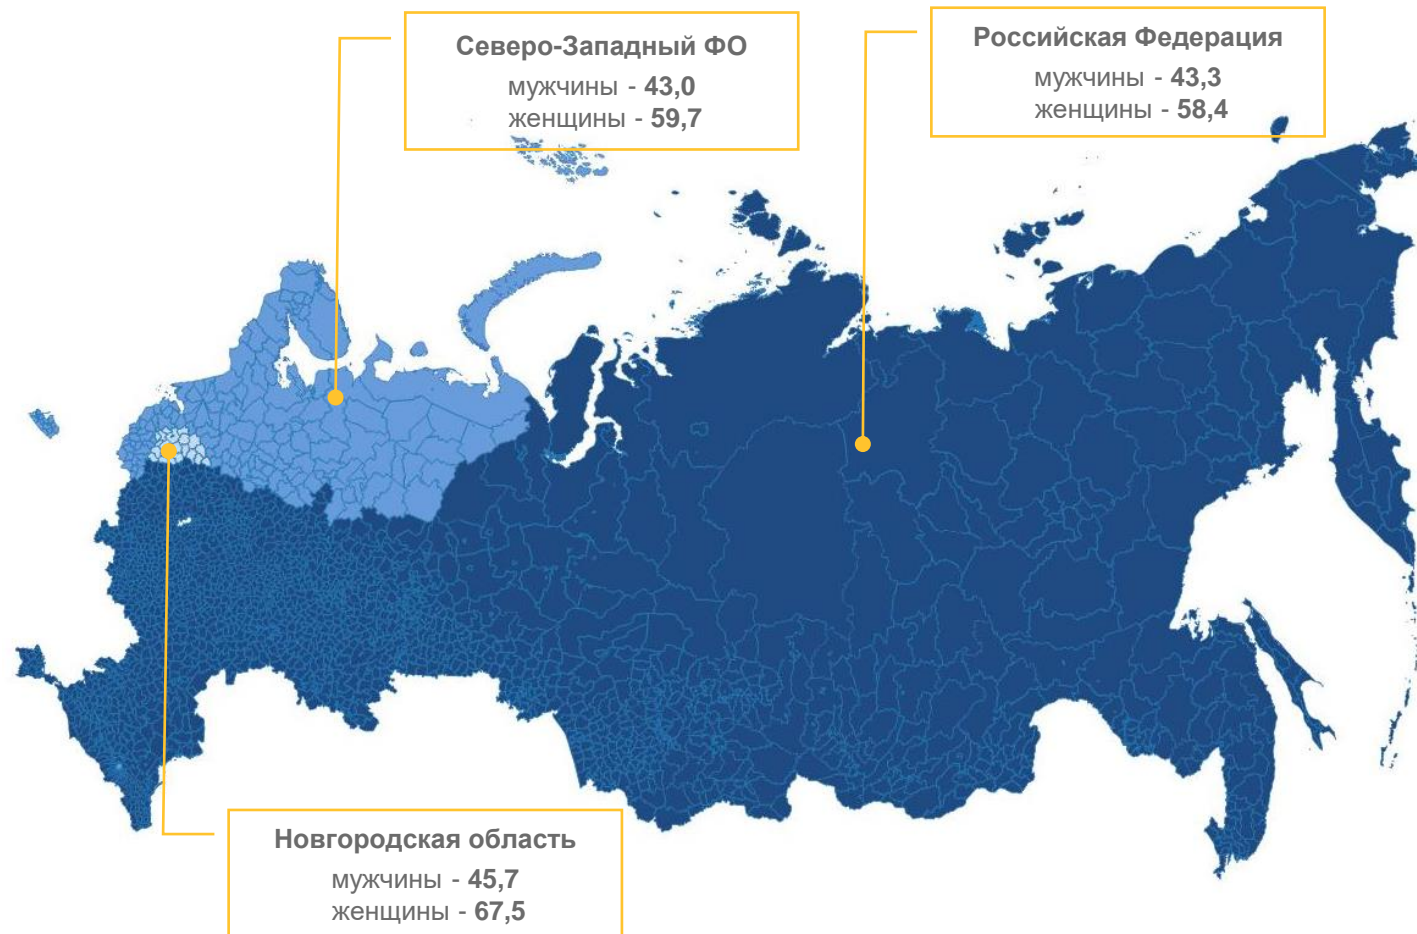 Северо-Западный ФО
мужчины - 43,0
женщины - 59,7
Российская Федерация
мужчины - 43,3
женщины - 58,4
Новгородская область
мужчины - 45,7
женщины - 67,5